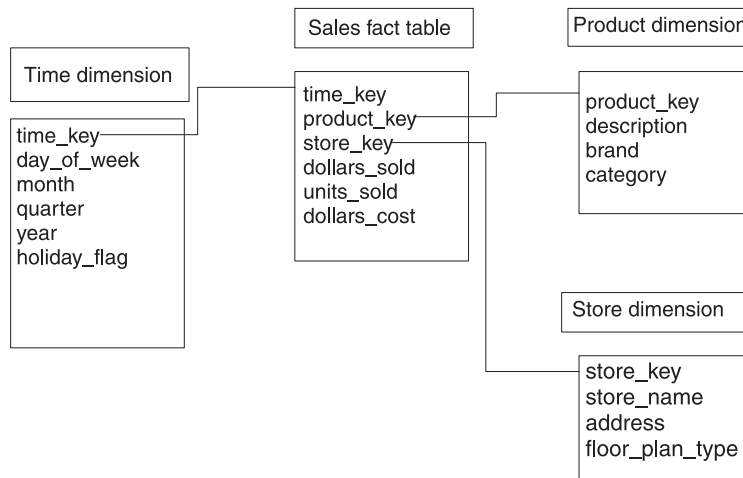 Time dimension
time_key
day_of_week
month
quarter
year
holiday_flag
Sales fact table
time_key
product_key
store_key
dollars_sold
units_sold
dollars_cost
Product dimension
product_key
description
brand
category
Store dimension
store_key
store_name
address
floor_plan_type